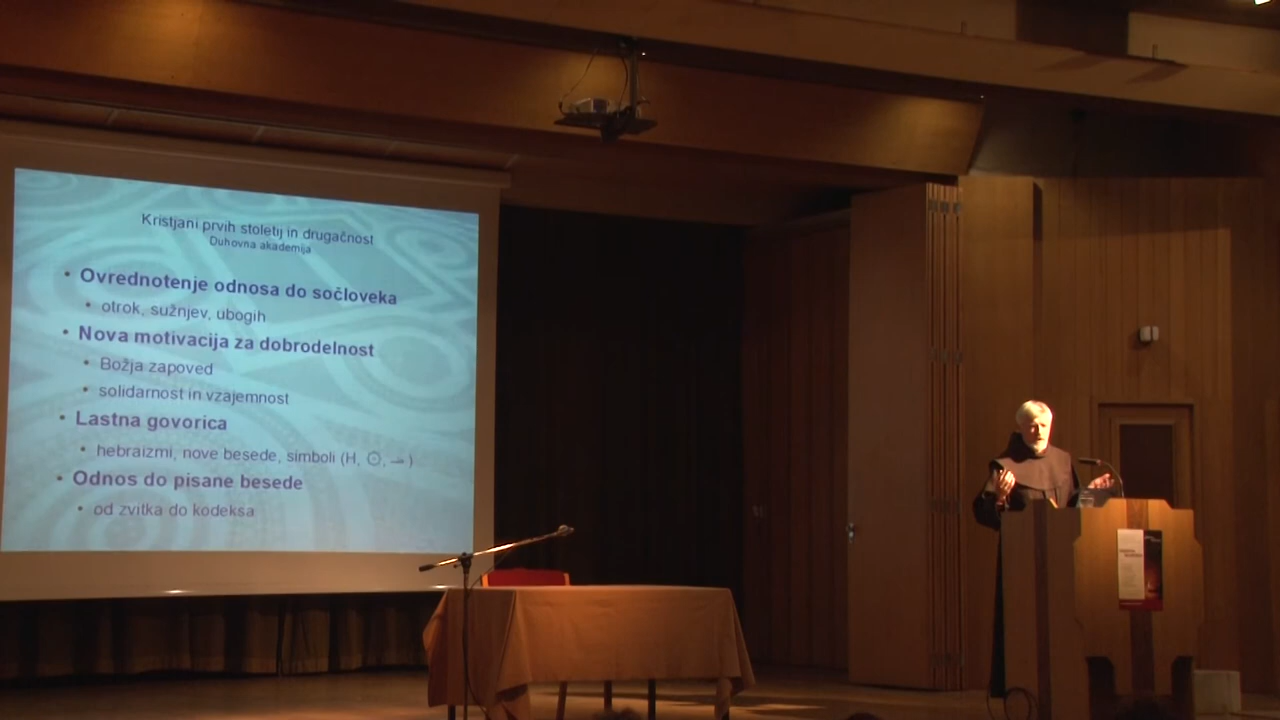 Kristjani prvih stoletij in drugačnost
Duhovna akademija
• Ovrednotenje odnosa do sočloveka
• otrok, sužnjev, ubogih
• Nova motivacija za dobrodelnost
• Božja zapoved
• solidarnost in vzajemnost
• Lastna govorica
• hebraizmi, nove besede, simboli (H, ⊙, ⇀)
• Odnos do pisane besede
• od zvitka do kodeksa